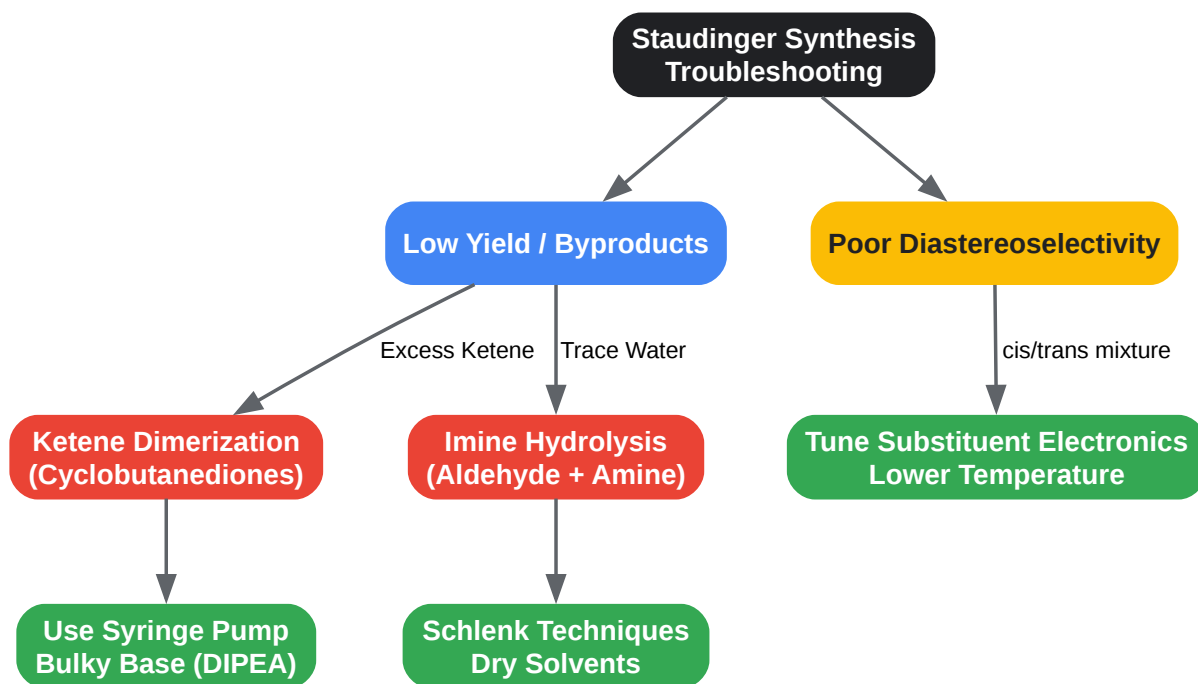 Staudinger Synthesis
Troubleshooting
Low Yield / Byproducts
Poor Diastereoselectivity
Excess Ketene
Trace Water
cis/trans mixture
Ketene Dimerization
(Cyclobutanediones)
Imine Hydrolysis
(Aldehyde + Amine)
Tune Substituent Electronics
Lower Temperature
Use Syringe Pump
Bulky Base (DIPEA)
Schlenk Techniques
Dry Solvents